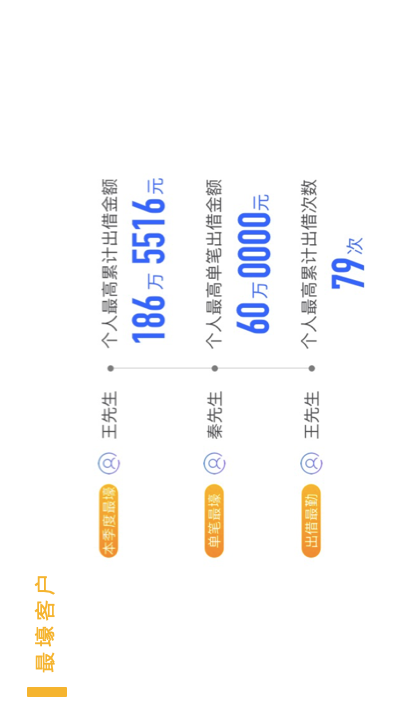 最壕客户
本季度最壕
王先生
个人最高累计出借金额
186万5516元
单笔最壕
秦先生
个人最高单笔出借金额
60万0000元
出借最勤
王先生
个人最高累计出借次数
79次